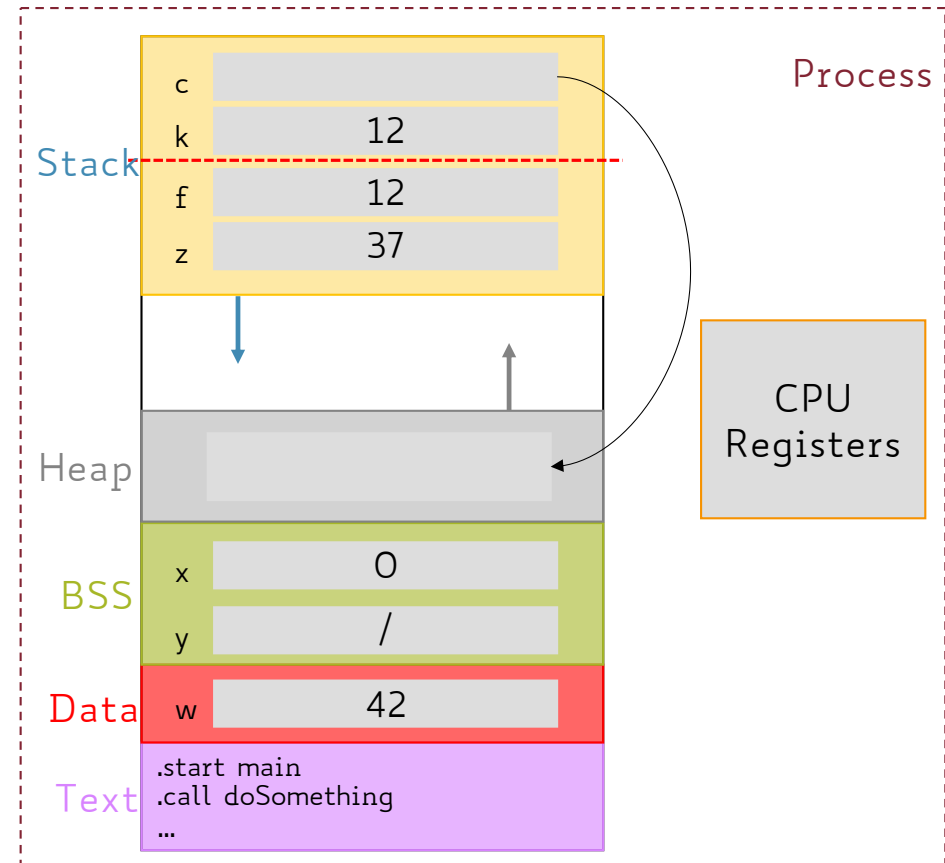 Process
Stack
c
k 12
f 12
z 37
CPU
Registers
Heap
BSS
x 0
y /
Data
w 42
Text
.start main
.call doSomething
...